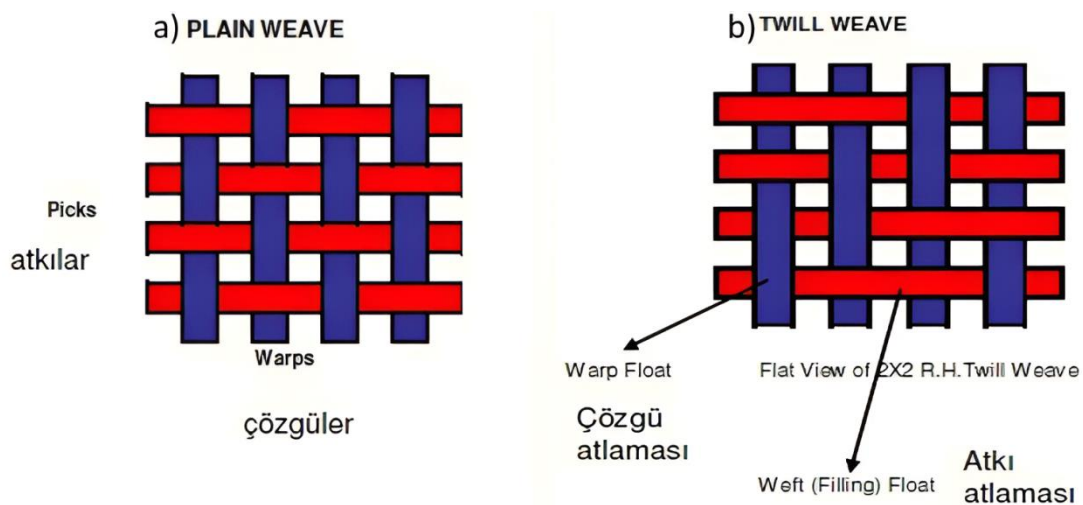 a) PLAIN WEAVE
Picks
atkılar
Warps
çözgüler
b) TWILL WEAVE
Warp Float
Flat View of 2X2 R.H.Twill Weave
Çözgü
atlaması
Weft (Filling) Float
Atkı
atlaması